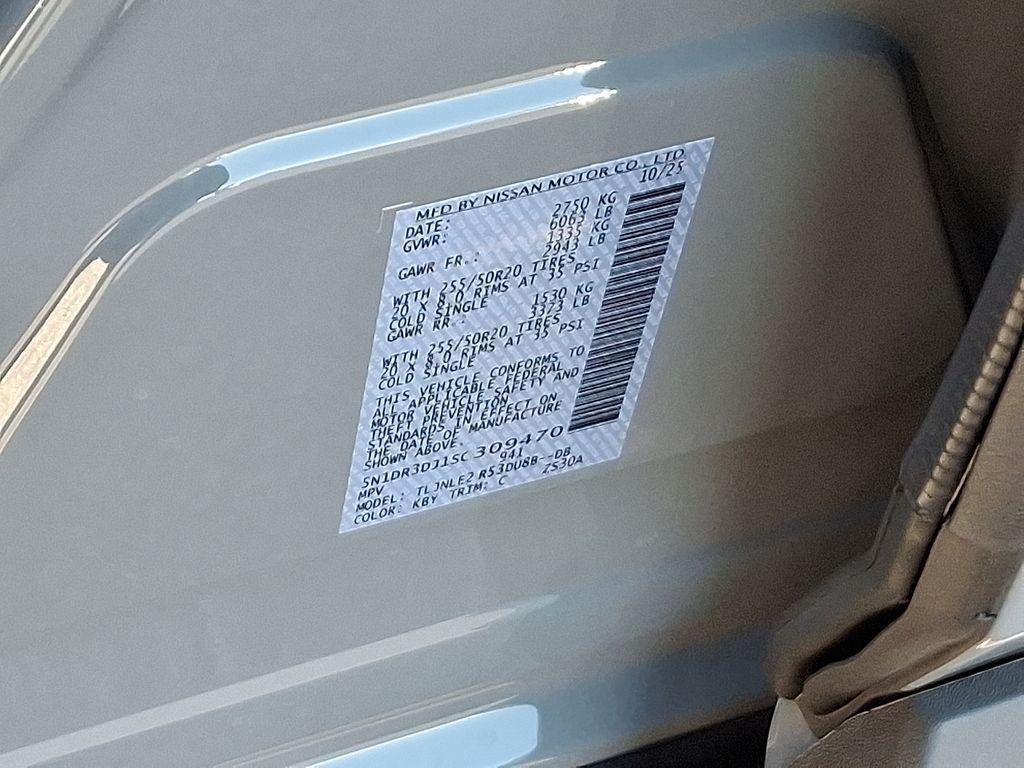 MFD BY NISSAN MOTOR CO., LTD.
DATE: 10/25
GVWR: 2750 KG
6063 LB
GAWR FR.: 1335 KG
2943 LB
WITH 255/50R20 TIRES
20 X 8.0 RIMS AT 35 PSI
COLD SINGLE
GAWR RR.: 1530 KG
3373 LB
WITH 255/50R20 TIRES
20 X 8.0 RIMS AT 35 PSI
COLD SINGLE
THIS VEHICLE CONFORMS TO
ALL APPLICABLE FEDERAL
MOTOR VEHICLE SAFETY AND
THEFT PREVENTION
STANDARDS IN EFFECT ON
THE DATE OF MANUFACTURE
SHOWN ABOVE.
5N1DR3DJ1SC309470
MPV 941
MODEL: TLJNLE2 R53DU8B--DB
COLOR: KBY TRIM: C ZS30A